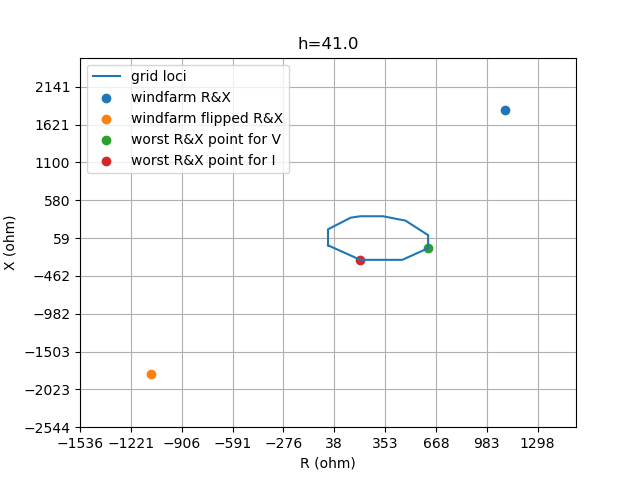 h=41.0
grid loci
windfarm R&X
windfarm flipped R&X
worst R&X point for V
worst R&X point for I
X (ohm)
2141
1621
1100
580
59
−462
−982
−1503
−2023
−2544
−1536 −1221 −906 −591 −276 38 353 668 983 1298
R (ohm)